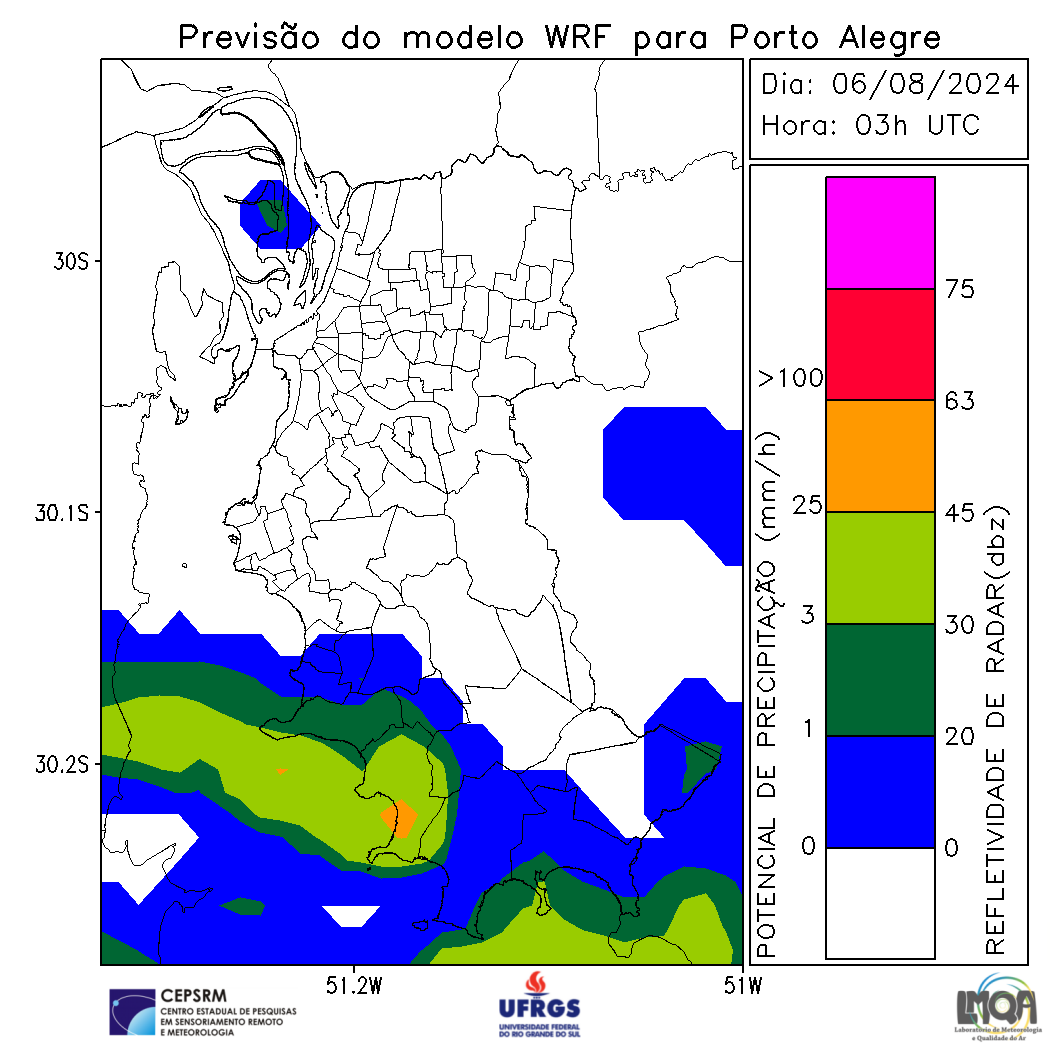 Previsão do modelo WRF para Porto Alegre
Dia: 06/08/2024
Hora: 03h UTC
30S
30.1S
30.2S
51.2W
51W
POTENCIAL DE PRECIPITAÇÃO (mm/h)
>100
25
3
1
0
75
63
45
30
20
0
REFLETIVIDADE DE RADAR(dbz)
CEPSRM
CENTRO ESTADUAL DE PESQUISAS
EM SENSORIAMENTO REMOTO
E METEOROLOGIA
UFRGS
UNIVERSIDADE FEDERAL
DO RIO GRANDE DO SUL
LMQA
Laboratório de Meteorologia
e Qualidade do Ar